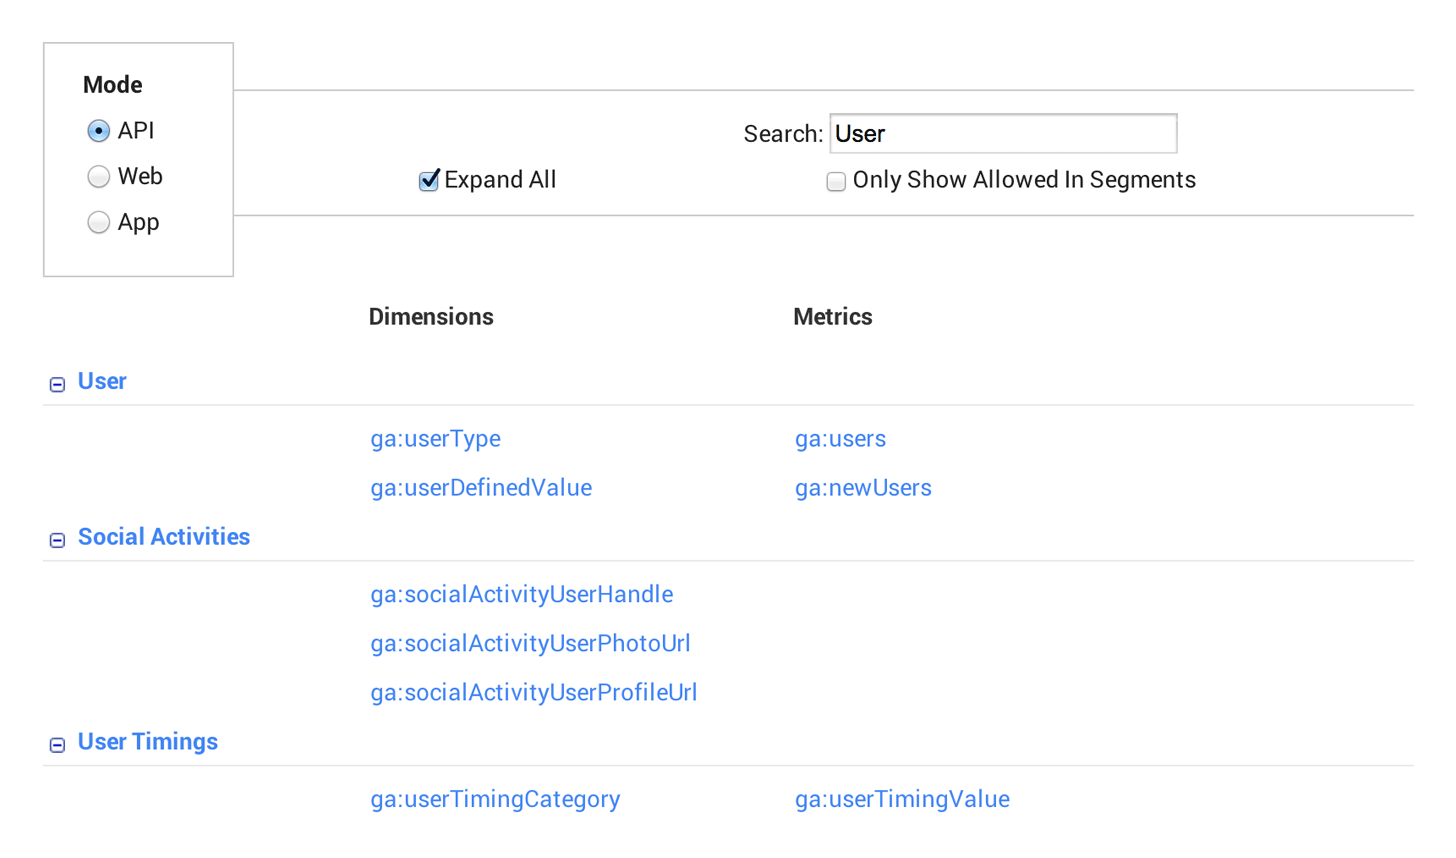 Mode
API
Web
App
Search: User
Expand All
Only Show Allowed In Segments
Dimensions Metrics
User
ga:userType ga:users
ga:userDefinedValue ga:newUsers
Social Activities
ga:socialActivityUserHandle
ga:socialActivityUserPhotoUrl
ga:socialActivityUserProfileUrl
User Timings
ga:userTimingCategory ga:userTimingValue